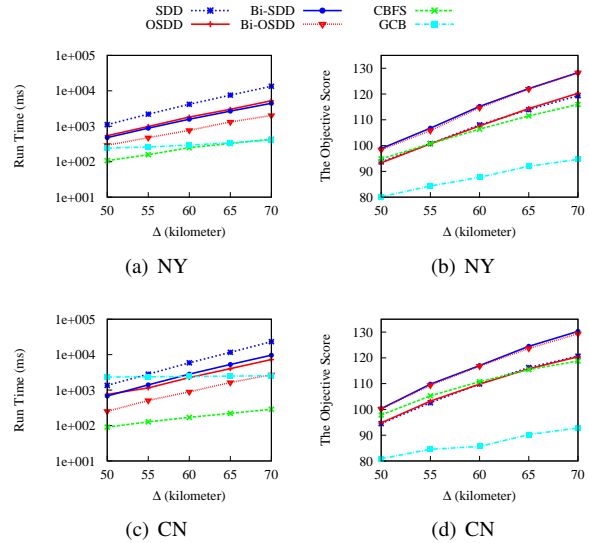 SDD Bi-SDD CBFS
OSDD Bi-OSDD GCB
Run Time (ms)
1e+005
1e+004
1e+003
1e+002
1e+001
50 55 60 65 70
Δ (kilometer)
(a) NY
The Objective Score
130
120
110
100
90
80
50 55 60 65 70
Δ (kilometer)
(b) NY
Run Time (ms)
1e+005
1e+004
1e+003
1e+002
1e+001
50 55 60 65 70
Δ (kilometer)
(c) CN
The Objective Score
130
120
110
100
90
80
50 55 60 65 70
Δ (kilometer)
(d) CN